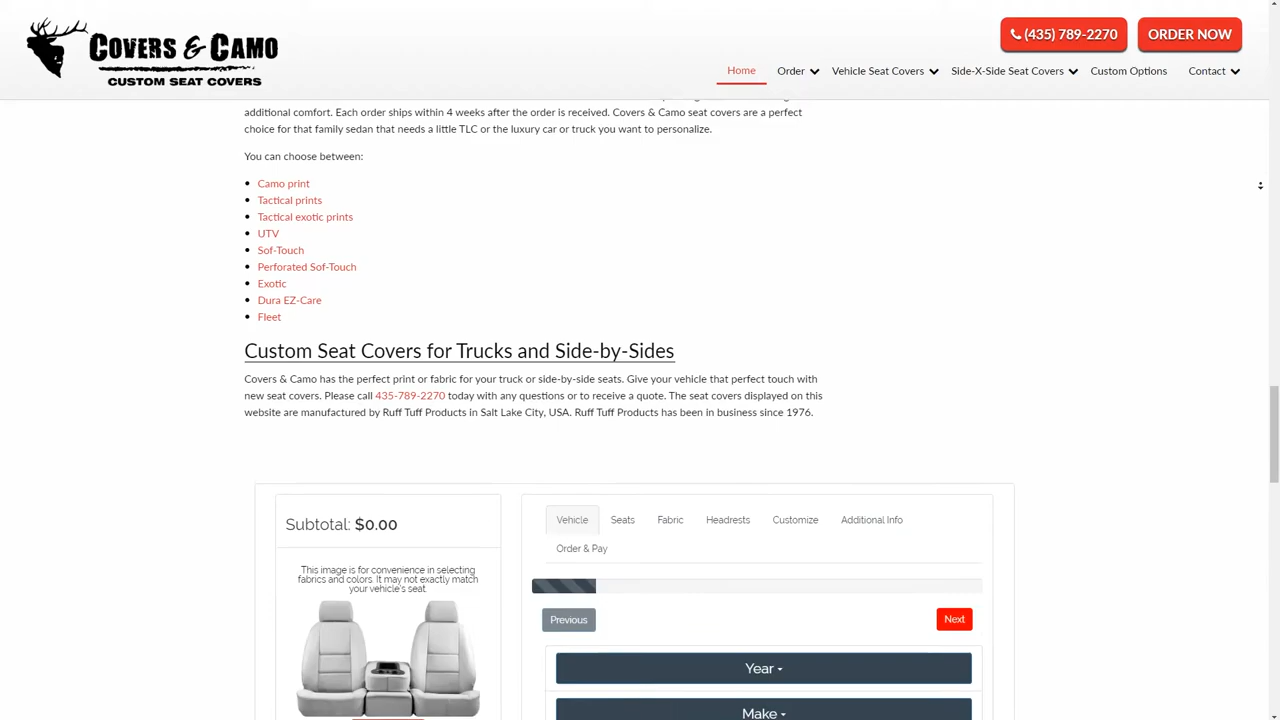 COVERS & CAMO
CUSTOM SEAT COVERS
(435) 789-2270
ORDER NOW
Home
Order
Vehicle Seat Covers
Side-X-Side Seat Covers
Custom Options
Contact
additional comfort. Each order ships within 4 weeks after the order is received. Covers & Camo seat covers are a perfect
choice for that family sedan that needs a little TLC or the luxury car or truck you want to personalize.
You can choose between:
Camo print
Tactical prints
Tactical exotic prints
UTV
Sof-Touch
Perforated Sof-Touch
Exotic
Dura EZ-Care
Fleet
Custom Seat Covers for Trucks and Side-by-Sides
Covers & Camo has the perfect print or fabric for your truck or side-by-side seats. Give your vehicle that perfect touch with
new seat covers. Please call 435-789-2270 today with any questions or to receive a quote. The seat covers displayed on this
website are manufactured by Ruff Tuff Products in Salt Lake City, USA. Ruff Tuff Products has been in business since 1976.
Subtotal: $0.00
This image is for convenience in selecting
fabrics and colors. It may not exactly match
your vehicle's seat.
Vehicle
Seats
Fabric
Headrests
Customize
Additional Info
Order & Pay
Previous
Next
Year
Make